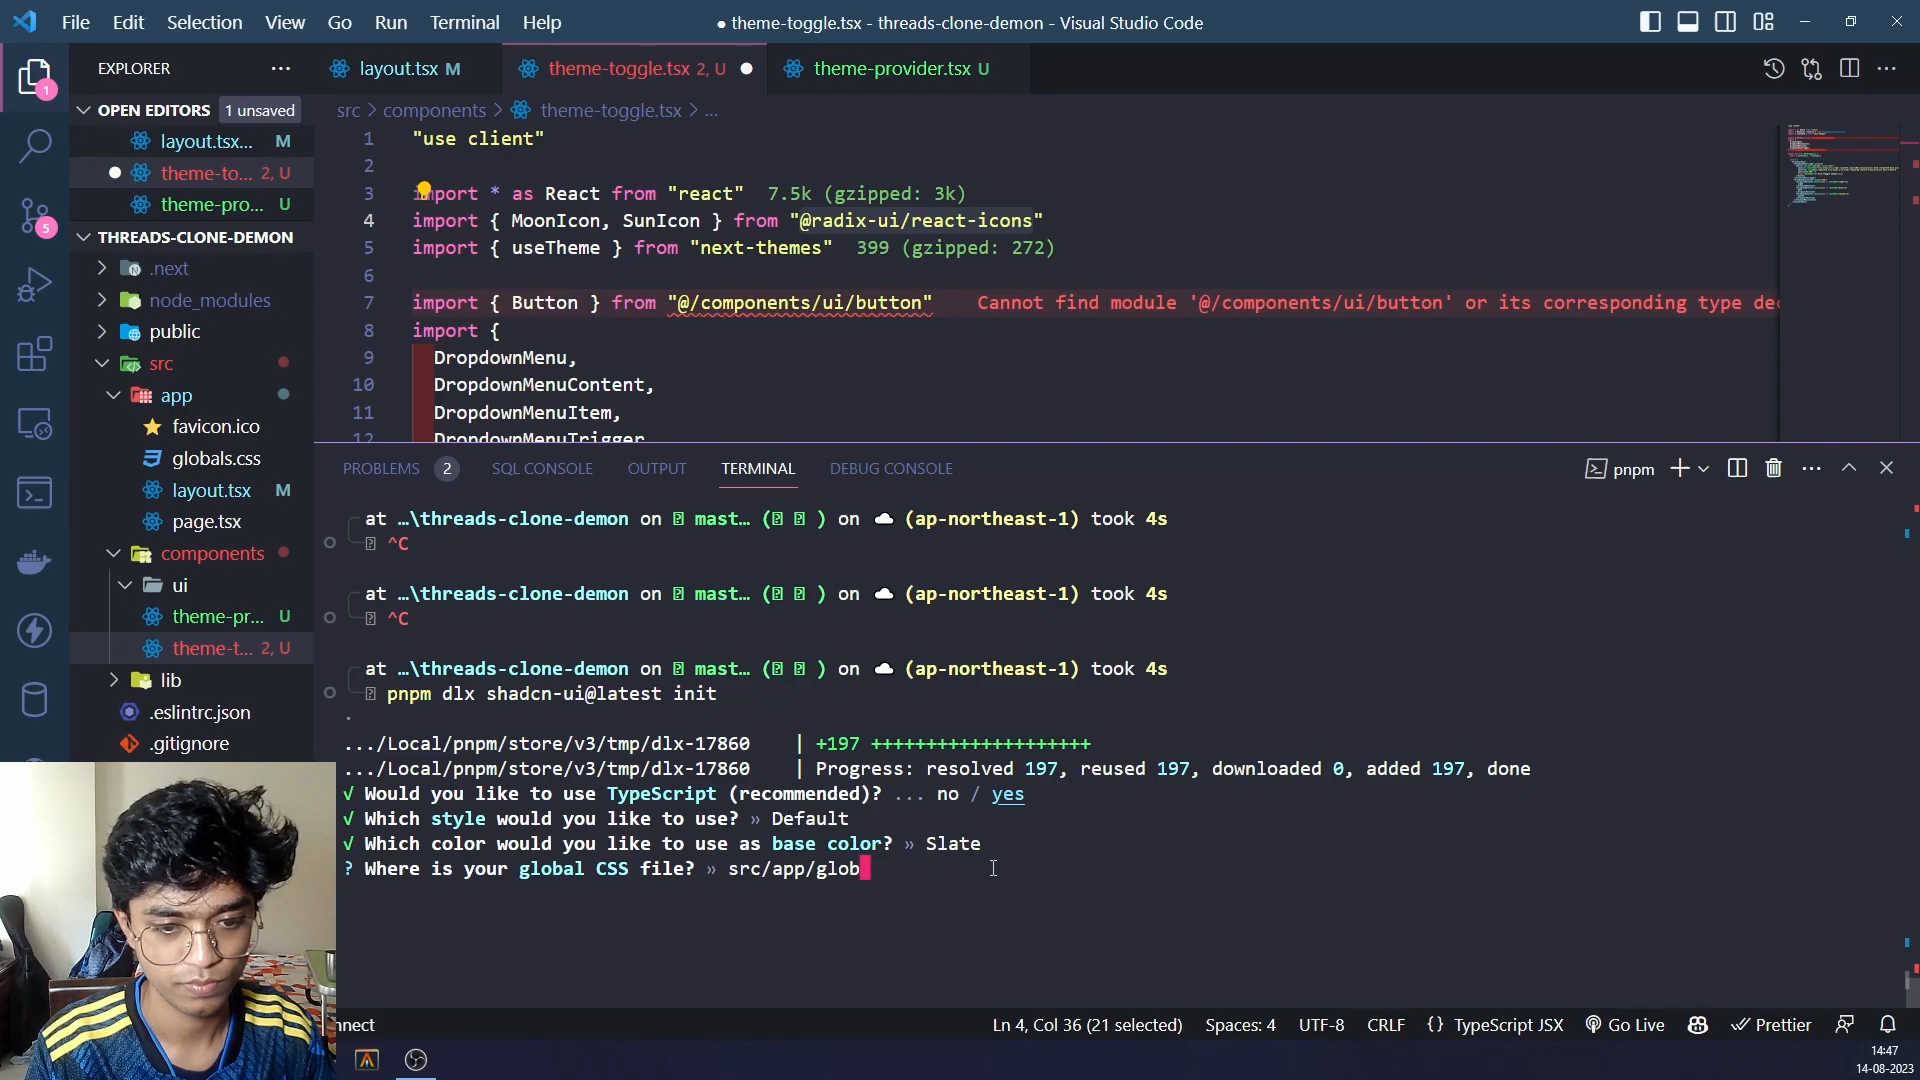 File Edit Selection View Go Run Terminal Help
● theme-toggle.tsx - threads-clone-demon - Visual Studio Code
EXPLORER ...
layout.tsx M
theme-toggle.tsx 2, U ●
theme-provider.tsx U
1
OPEN EDITORS 1 unsaved
layout.tsx... M
theme-to... 2, U
theme-pro... U
5
THREADS-CLONE-DEMON
.next
node_modules
public
src
app
favicon.ico
globals.css
layout.tsx M
page.tsx
components
ui
theme-pr... U
theme-t... 2, U
lib
.eslintrc.json
.gitignore
src > components > theme-toggle.tsx > ...
1 "use client"
2
3 import * as React from "react" 7.5k (gzipped: 3k)
4 import { MoonIcon, SunIcon } from "@radix-ui/react-icons"
5 import { useTheme } from "next-themes" 399 (gzipped: 272)
6
7 import { Button } from "@/components/ui/button" Cannot find module '@/components/ui/button' or its corresponding type dec
8 import {
9 DropdownMenu,
10 DropdownMenuContent,
11 DropdownMenuItem,
12 DropdownMenuTrigger
PROBLEMS 2 SQL CONSOLE OUTPUT TERMINAL DEBUG CONSOLE
pnpm
at …\threads-clone-demon on mast… ( ) on (ap-northeast-1) took 4s
^C
at …\threads-clone-demon on mast… ( ) on (ap-northeast-1) took 4s
^C
at …\threads-clone-demon on mast… ( ) on (ap-northeast-1) took 4s
pnpm dlx shadcn-ui@latest init
.
.../Local/pnpm/store/v3/tmp/dlx-17860 | +197 ++++++++++++++++++++
.../Local/pnpm/store/v3/tmp/dlx-17860 | Progress: resolved 197, reused 197, downloaded 0, added 197, done
√ Would you like to use TypeScript (recommended)? ... no / yes
√ Which style would you like to use? » Default
√ Which color would you like to use as base color? » Slate
? Where is your global CSS file? » src/app/glob
nnect
Ln 4, Col 36 (21 selected) Spaces: 4 UTF-8 CRLF {} TypeScript JSX Go Live Prettier
14:47
14-08-2023